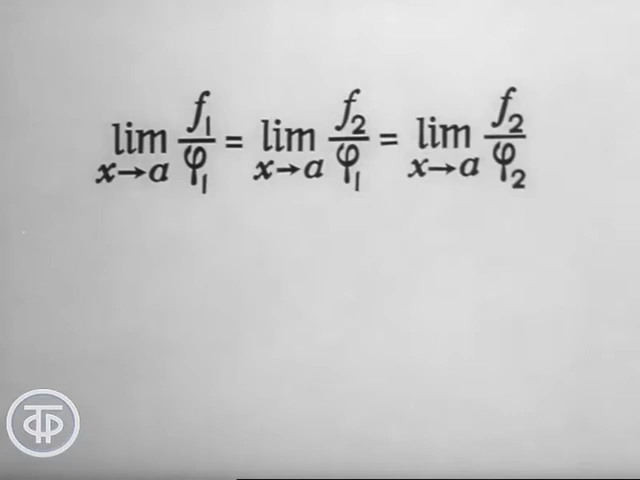 lim x→a f₁/φ₁ = lim x→a f₂/φ₁ = lim x→a f₂/φ₂